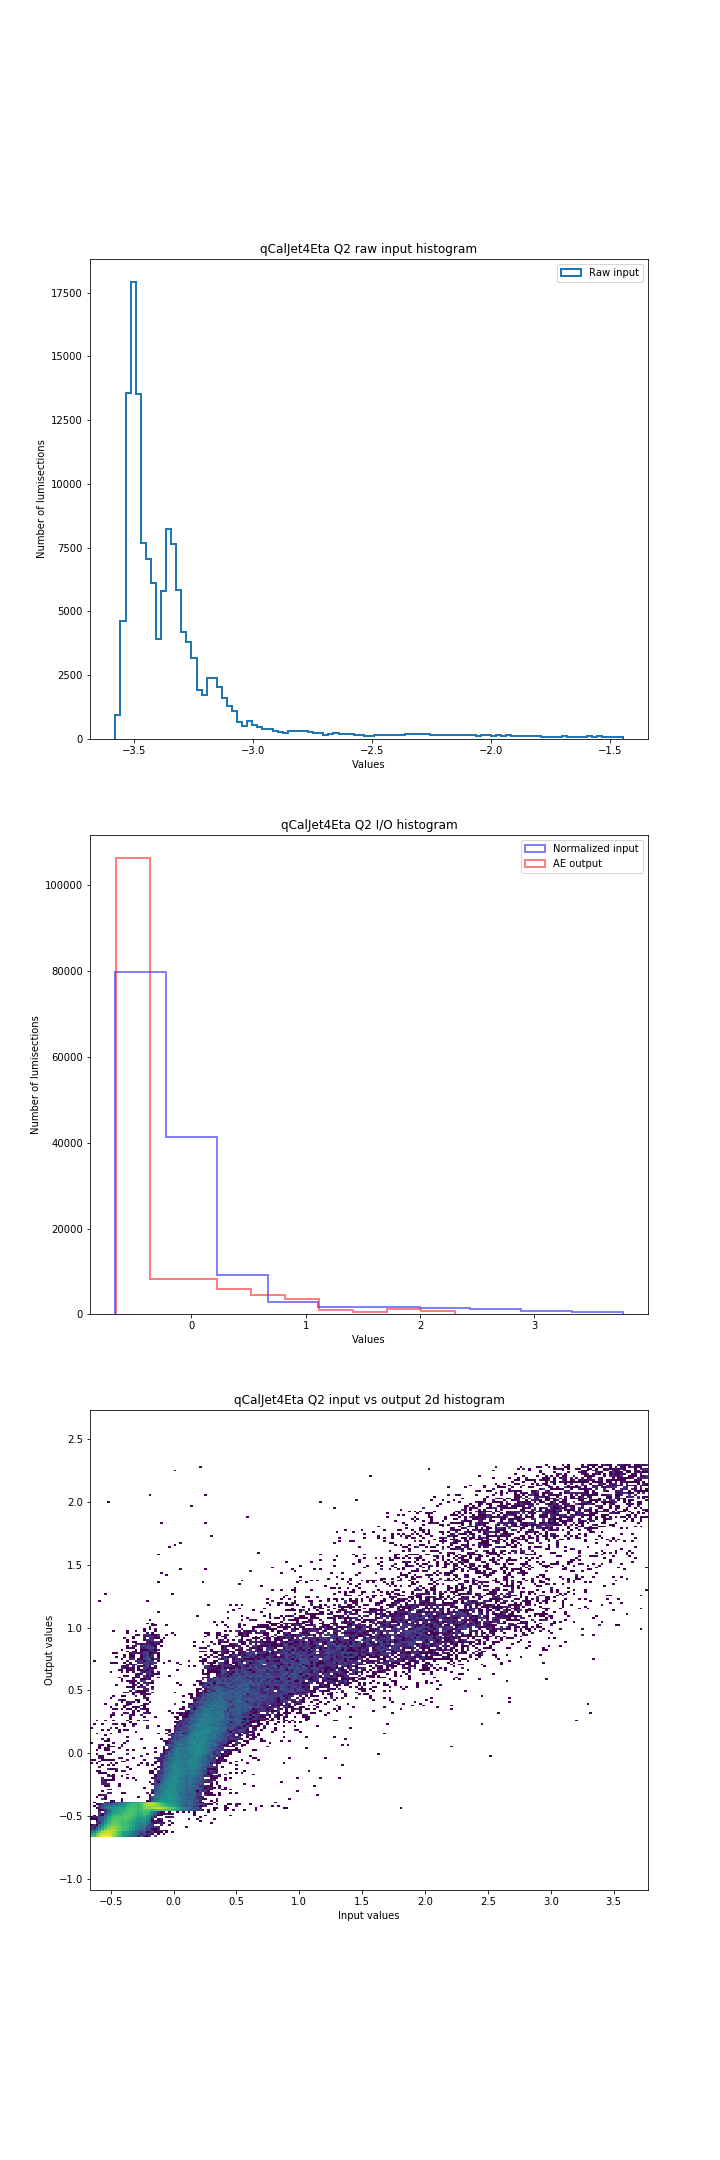 qCalJet4Eta Q2 raw input histogram
Raw input
17500
15000
12500
10000
7500
5000
2500
0
Number of lumisections
−3.5 −3.0 −2.5 −2.0 −1.5
Values
qCalJet4Eta Q2 I/O histogram
Normalized input
AE output
100000
80000
60000
40000
20000
0
Number of lumisections
0 1 2 3
Values
qCalJet4Eta Q2 input vs output 2d histogram
2.5
2.0
1.5
1.0
0.5
0.0
−0.5
−1.0
Output values
−0.5 0.0 0.5 1.0 1.5 2.0 2.5 3.0 3.5
Input values